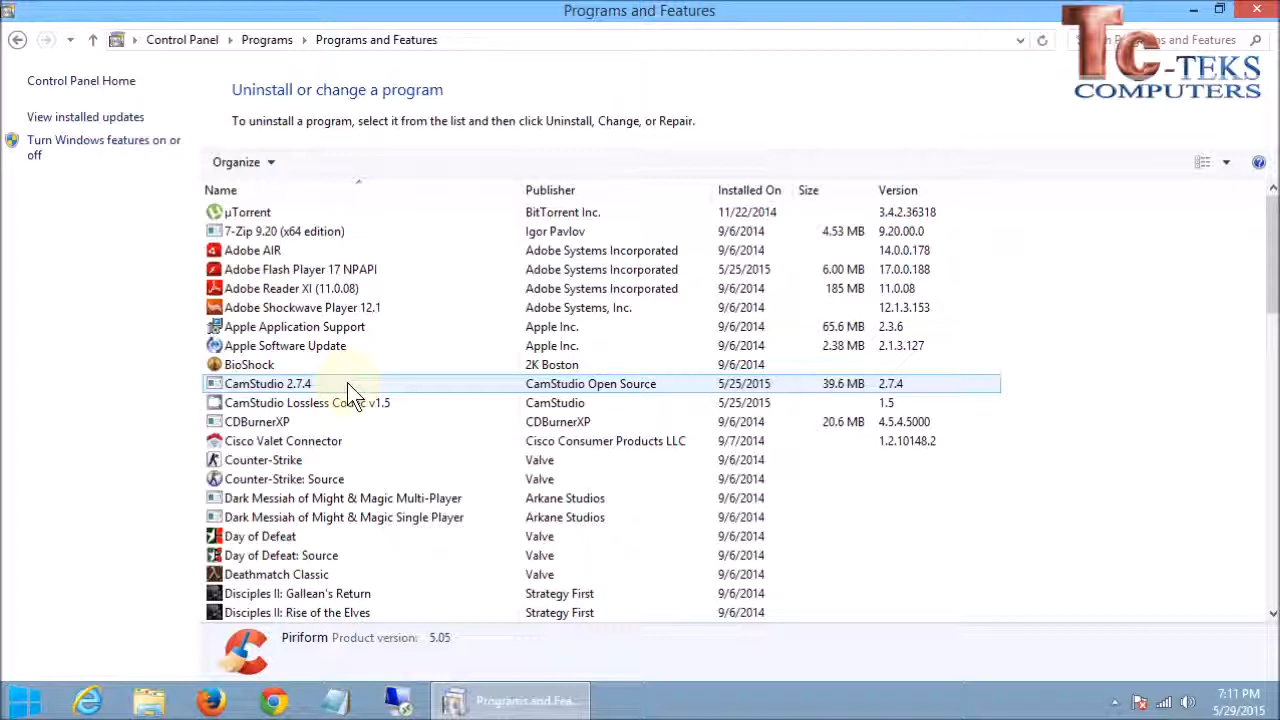 Programs and Features
Control Panel Programs Programs and Features
Programs and Features
TC-TEKS
COMPUTERS
Control Panel Home
View installed updates
Turn Windows features on or
off
Uninstall or change a program
To uninstall a program, select it from the list and then click Uninstall, Change, or Repair.
Organize
Name Publisher Installed On Size Version
µTorrent BitTorrent Inc. 11/22/2014 3.4.2.36318
7-Zip 9.20 (x64 edition) Igor Pavlov 9/6/2014 4.53 MB 9.20.00.0
Adobe AIR Adobe Systems Incorporated 9/6/2014 14.0.0.178
Adobe Flash Player 17 NPAPI Adobe Systems Incorporated 5/25/2015 6.00 MB 17.0.0.188
Adobe Reader XI (11.0.08) Adobe Systems Incorporated 9/6/2014 185 MB 11.0.08
Adobe Shockwave Player 12.1 Adobe Systems, Inc. 9/6/2014 12.1.3.153
Apple Application Support Apple Inc. 9/6/2014 65.6 MB 2.3.6
Apple Software Update Apple Inc. 9/6/2014 2.38 MB 2.1.3.127
BioShock 2K Boston 9/6/2014
CamStudio 2.7.4 CamStudio Open Source 5/25/2015 39.6 MB 2.7.4
CamStudio Lossless v1.5 CamStudio 5/25/2015 1.5
CDBurnerXP CDBurnerXP 9/6/2014 20.6 MB 4.5.4.5000
Cisco Valet Connector Cisco Consumer Products LLC 9/7/2014 1.2.10148.2
Counter-Strike Valve 9/6/2014
Counter-Strike: Source Valve 9/6/2014
Dark Messiah of Might & Magic Multi-Player Arkane Studios 9/6/2014
Dark Messiah of Might & Magic Single Player Arkane Studios 9/6/2014
Day of Defeat Valve 9/6/2014
Day of Defeat: Source Valve 9/6/2014
Deathmatch Classic Valve 9/6/2014
Disciples II: Gallean's Return Strategy First 9/6/2014
Disciples II: Rise of the Elves Strategy First 9/6/2014
Piriform Product version: 5.05
Programs and Fea...
7:11 PM
5/29/2015